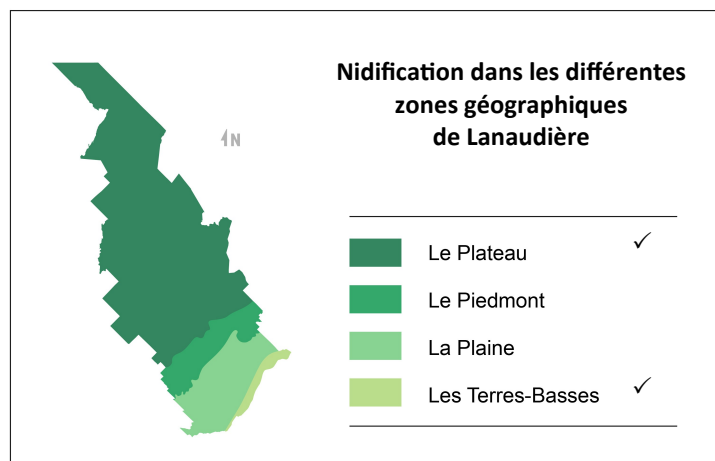 Nidification dans les différentes
zones géographiques
de Lanaudière
N
Le Plateau ✓
Le Piedmont
La Plaine
Les Terres-Basses ✓